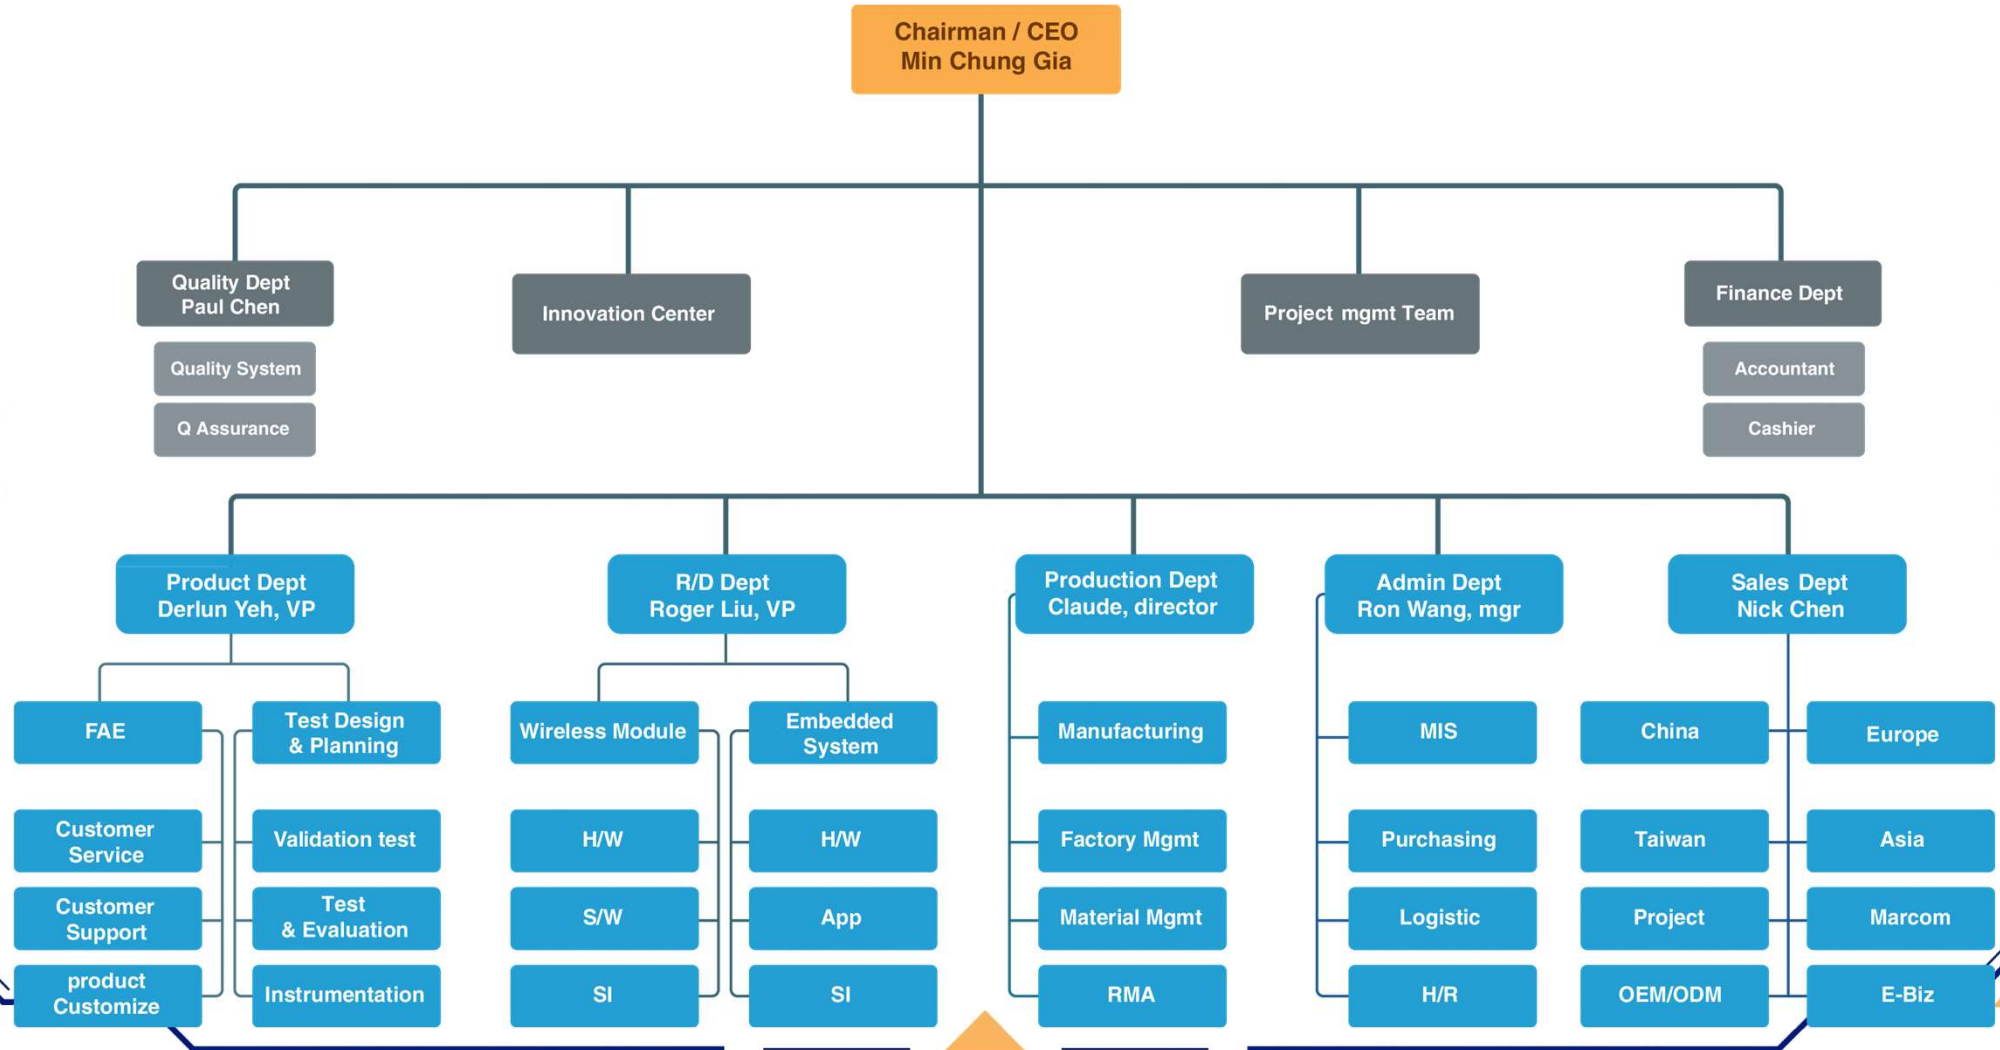 Chairman / CEO
Min Chung Gia
Quality Dept
Paul Chen
Quality System
Q Assurance
Innovation Center
Project mgmt Team
Finance Dept
Accountant
Cashier
Product Dept
Derlun Yeh, VP
R/D Dept
Roger Liu, VP
Production Dept
Claude, director
Admin Dept
Ron Wang, mgr
Sales Dept
Nick Chen
FAE
Customer
Service
Customer
Support
product
Customize
Test Design
& Planning
Validation test
Test
& Evaluation
Instrumentation
Wireless Module
H/W
S/W
SI
Embedded
System
H/W
App
SI
Manufacturing
Factory Mgmt
Material Mgmt
RMA
MIS
Purchasing
Logistic
H/R
China
Taiwan
Project
OEM/ODM
Europe
Asia
Marcom
E-Biz